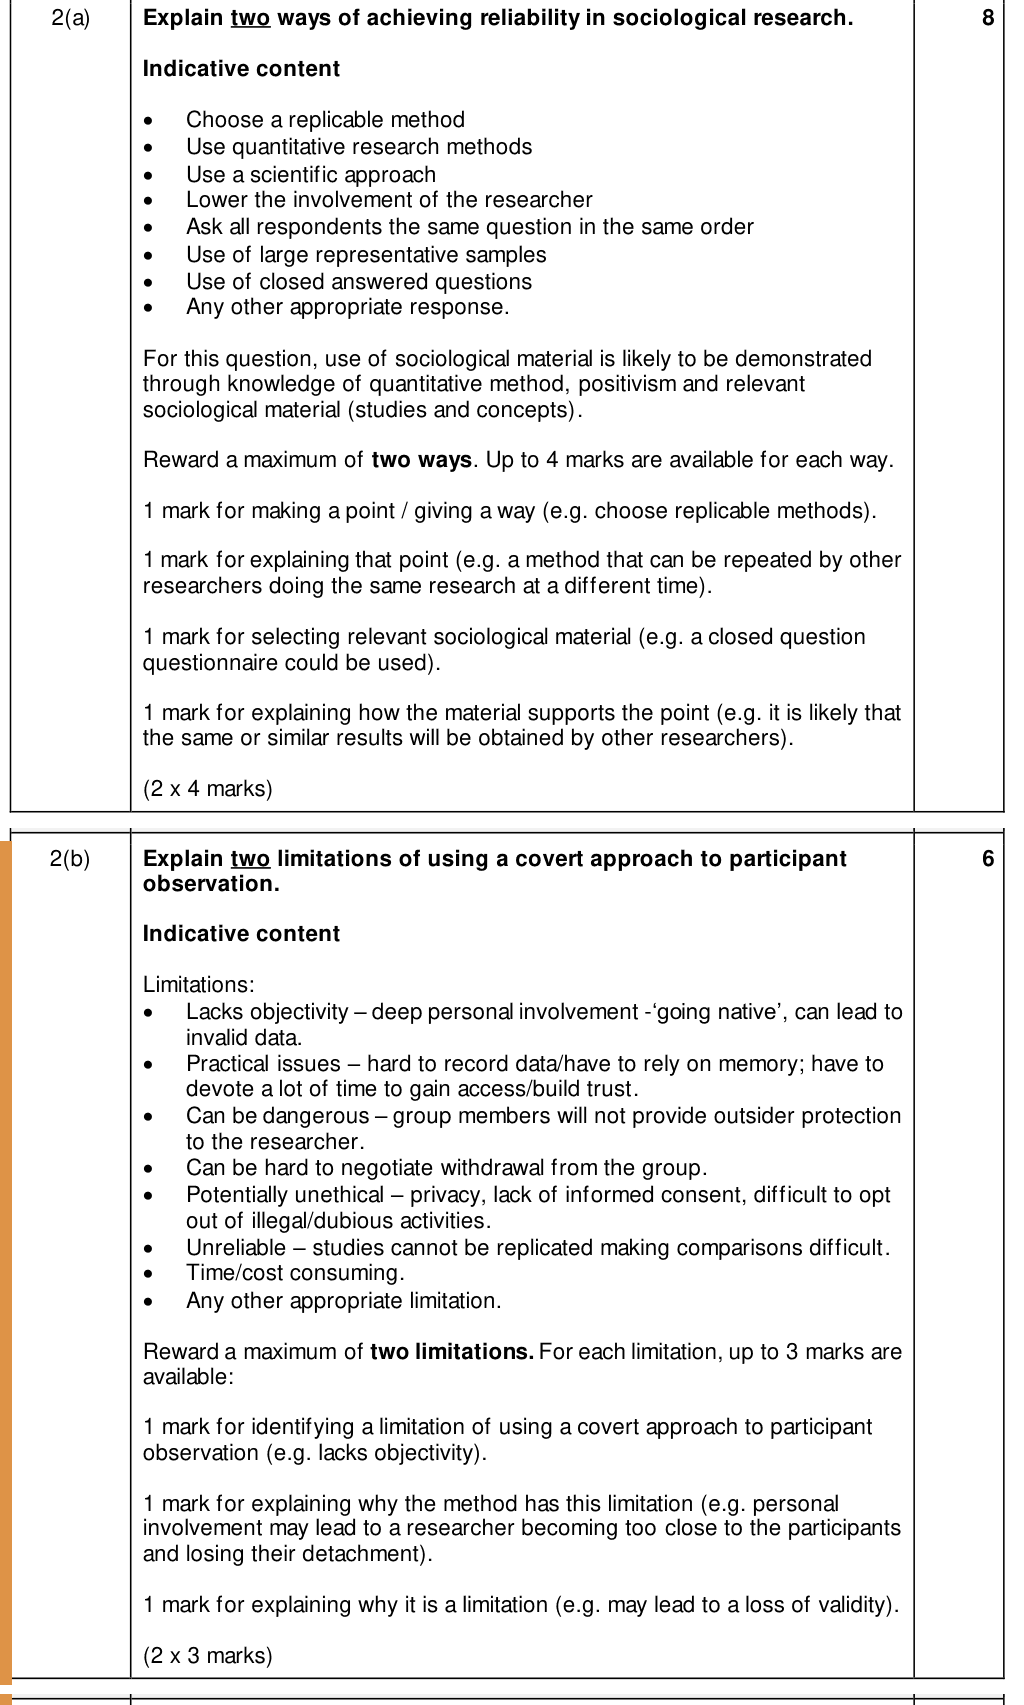 2(a) Explain two ways of achieving reliability in sociological research. 8
Indicative content
• Choose a replicable method
• Use quantitative research methods
• Use a scientific approach
• Lower the involvement of the researcher
• Ask all respondents the same question in the same order
• Use of large representative samples
• Use of closed answered questions
• Any other appropriate response.
For this question, use of sociological material is likely to be demonstrated
through knowledge of quantitative method, positivism and relevant
sociological material (studies and concepts).
Reward a maximum of two ways. Up to 4 marks are available for each way.
1 mark for making a point / giving a way (e.g. choose replicable methods).
1 mark for explaining that point (e.g. a method that can be repeated by other
researchers doing the same research at a different time).
1 mark for selecting relevant sociological material (e.g. a closed question
questionnaire could be used).
1 mark for explaining how the material supports the point (e.g. it is likely that
the same or similar results will be obtained by other researchers).
(2 x 4 marks)
2(b) Explain two limitations of using a covert approach to participant 6
observation.
Indicative content
Limitations:
• Lacks objectivity – deep personal involvement -‘going native’, can lead to
invalid data.
• Practical issues – hard to record data/have to rely on memory; have to
devote a lot of time to gain access/build trust.
• Can be dangerous – group members will not provide outsider protection
to the researcher.
• Can be hard to negotiate withdrawal from the group.
• Potentially unethical – privacy, lack of informed consent, difficult to opt
out of illegal/dubious activities.
• Unreliable – studies cannot be replicated making comparisons difficult.
• Time/cost consuming.
• Any other appropriate limitation.
Reward a maximum of two limitations. For each limitation, up to 3 marks are
available:
1 mark for identifying a limitation of using a covert approach to participant
observation (e.g. lacks objectivity).
1 mark for explaining why the method has this limitation (e.g. personal
involvement may lead to a researcher becoming too close to the participants
and losing their detachment).
1 mark for explaining why it is a limitation (e.g. may lead to a loss of validity).
(2 x 3 marks)